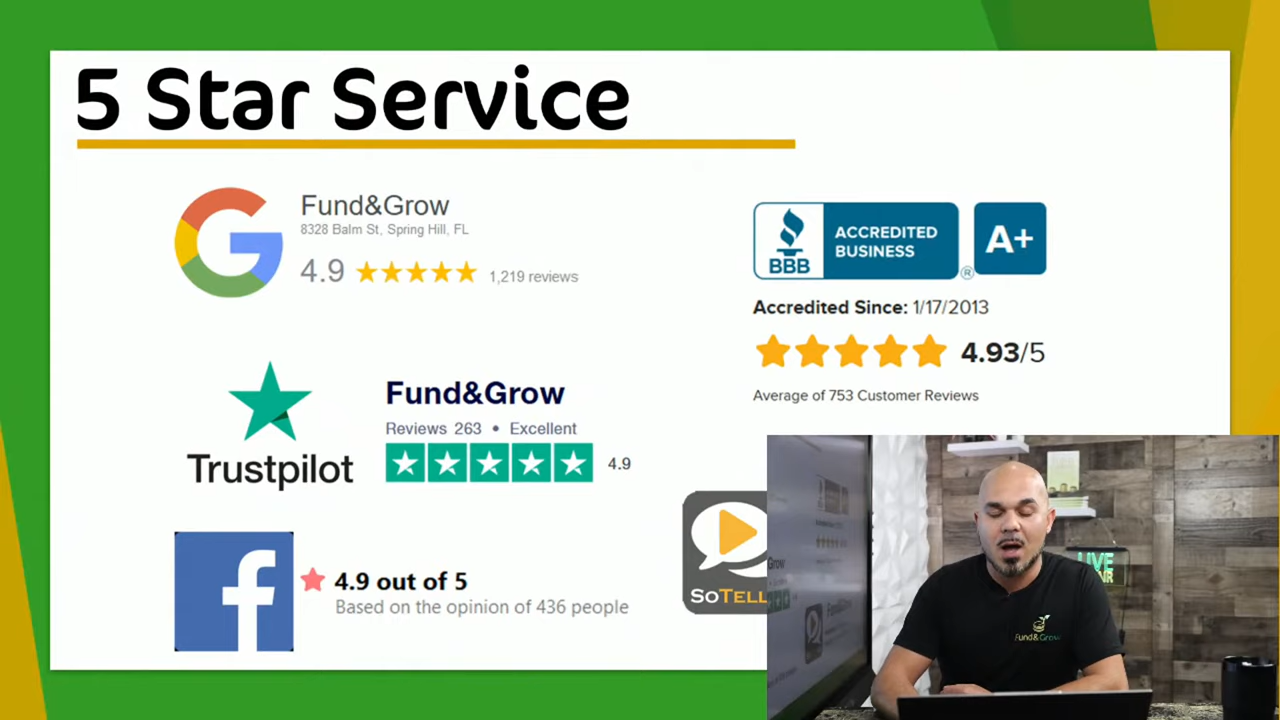 5 Star Service
Fund&Grow
8328 Balm St, Spring Hill, FL
4.9
1,219 reviews
BBB
ACCREDITED
BUSINESS
®
A+
Accredited Since: 1/17/2013
4.93/5
Average of 753 Customer Reviews
Trustpilot
Fund&Grow
Reviews 263 • Excellent
4.9
f
4.9 out of 5
Based on the opinion of 436 people
SOTELL
LIVE
Fund&Grow